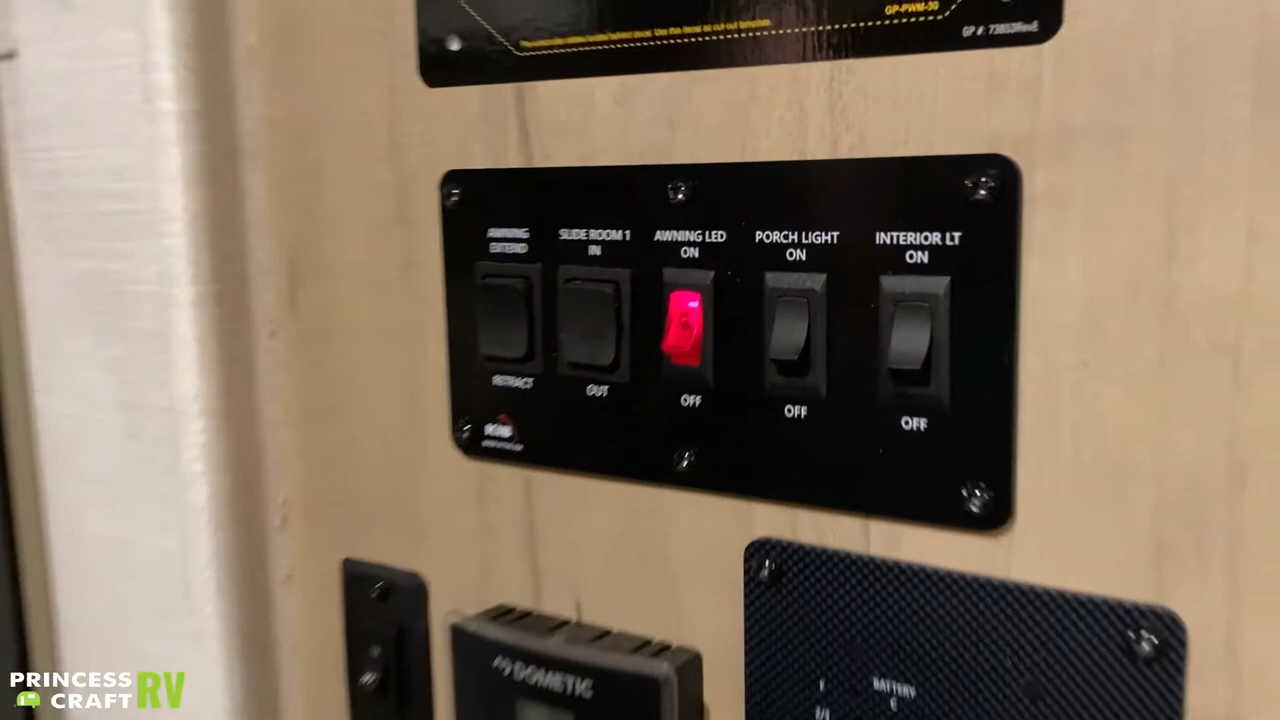 GP-PWM-30
GP #: 73853RevE
AWNING EXTEND
SLIDE ROOM 1 IN
AWNING LED ON
PORCH LIGHT ON
INTERIOR LT ON
RETRACT
OUT
OFF
OFF
OFF
DOMETIC
BATTERY
PRINCESS CRAFT RV